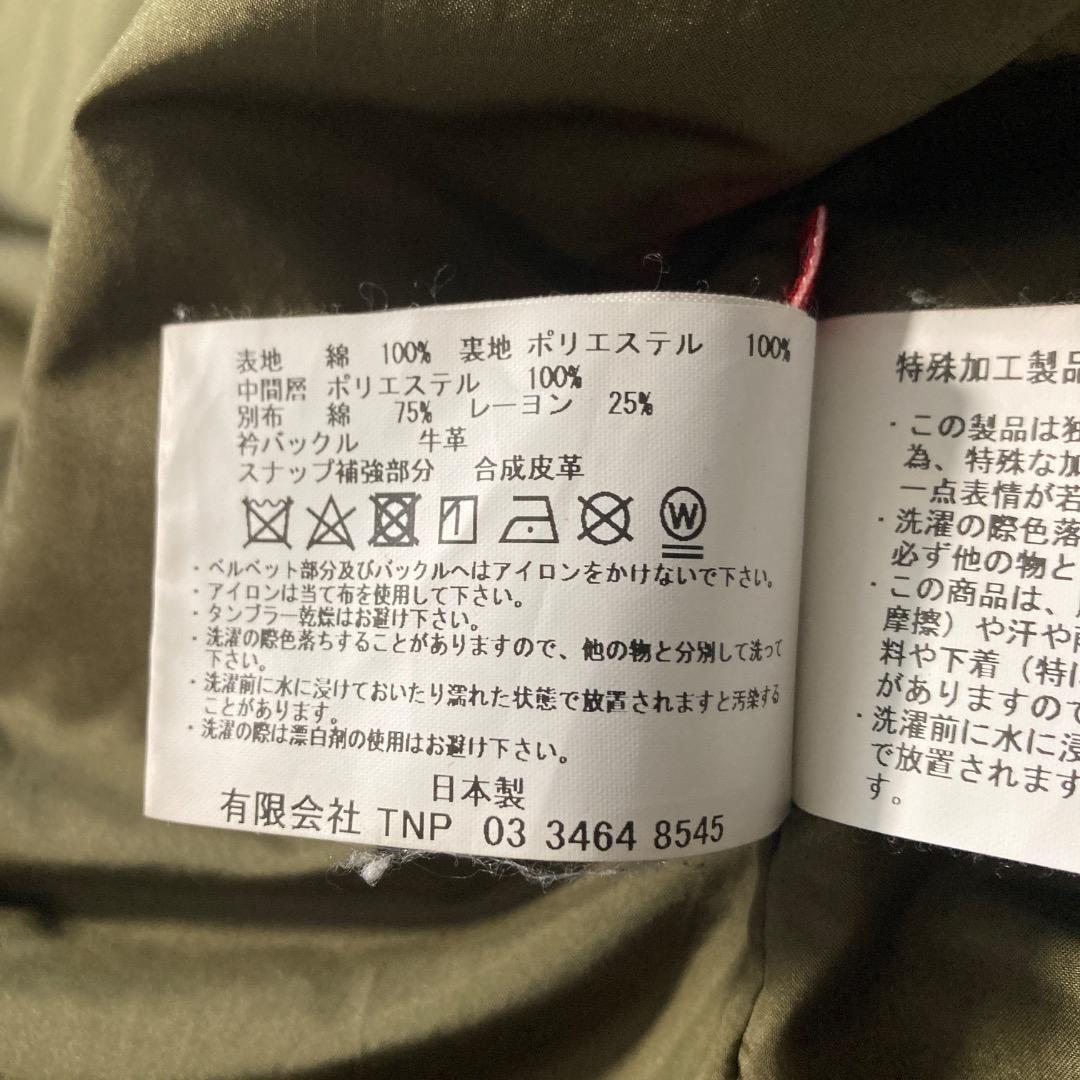 表地 綿 100% 裏地 ポリエステル 100%
中間層 ポリエステル 100%
別布 綿 75% レーヨン 25%
衿バックル 牛革
スナップ補強部分 合成皮革
W
・ベルベット部分及びバックルへはアイロンをかけないで下さい。
・アイロンは当て布を使用して下さい。
・タンブラー乾燥はお避け下さい。
・洗濯の際色落ちすることがありますので、他の物と分別して洗って
下さい。
・洗濯前に水に浸けておいたり濡れた状態で放置されますと汚染する
ことがあります。
・洗濯の際は漂白剤の使用はお避け下さい。
日本製
有限会社 TNP 03 3464 8545
特殊加工製品
・この製品は独
為、特殊な加
一点表情が若
・洗濯の際色落
必ず他の物と
・この商品は、
摩擦）や汗や雨
料や下着（特に
がありますので
・洗濯前に水に浸
で放置されます
す。